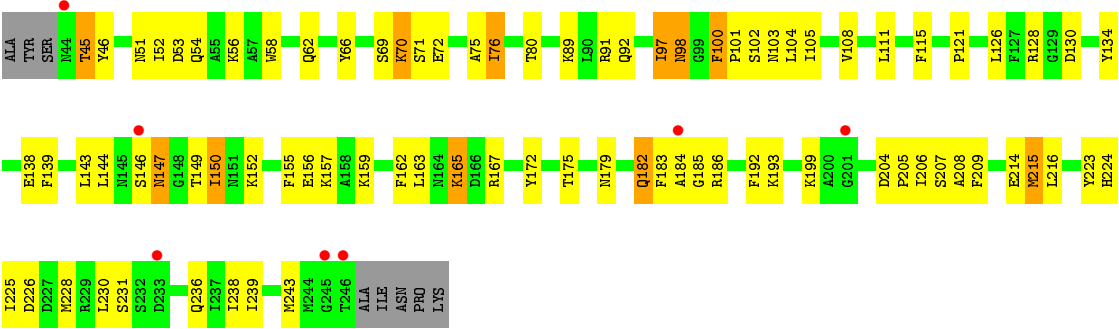 ALA TYR SER N44 T45 Y46 N51 I52 D53 Q54 A55 K56 A57 W58 Q62 Y66 S69 K70 S71 E72 A75 I76 T80 K89 L90 R91 Q92 I97 N98 G99 F100 P101 S102 N103 L104 I105 V108 L111 F115 P121 L126 F127 R128 G129 D130 Y134
E138 F139 L143 L144 N145 S146 N147 G148 T149 I150 N151 K152 F155 E156 K157 A158 K159 F162 L163 N164 K165 D166 R167 Y172 T175 N179 Q182 F183 A184 G185 R186 F192 K193 K199 A200 G201 D204 P205 I206 S207 A208 F209 E214 M215 L216 Y223 H224
I225 D226 D227 M228 R229 L230 S231 S232 D233 Q236 I237 I238 I239 M243 M244 G245 T246 ALA ILE ASN PRO LYS